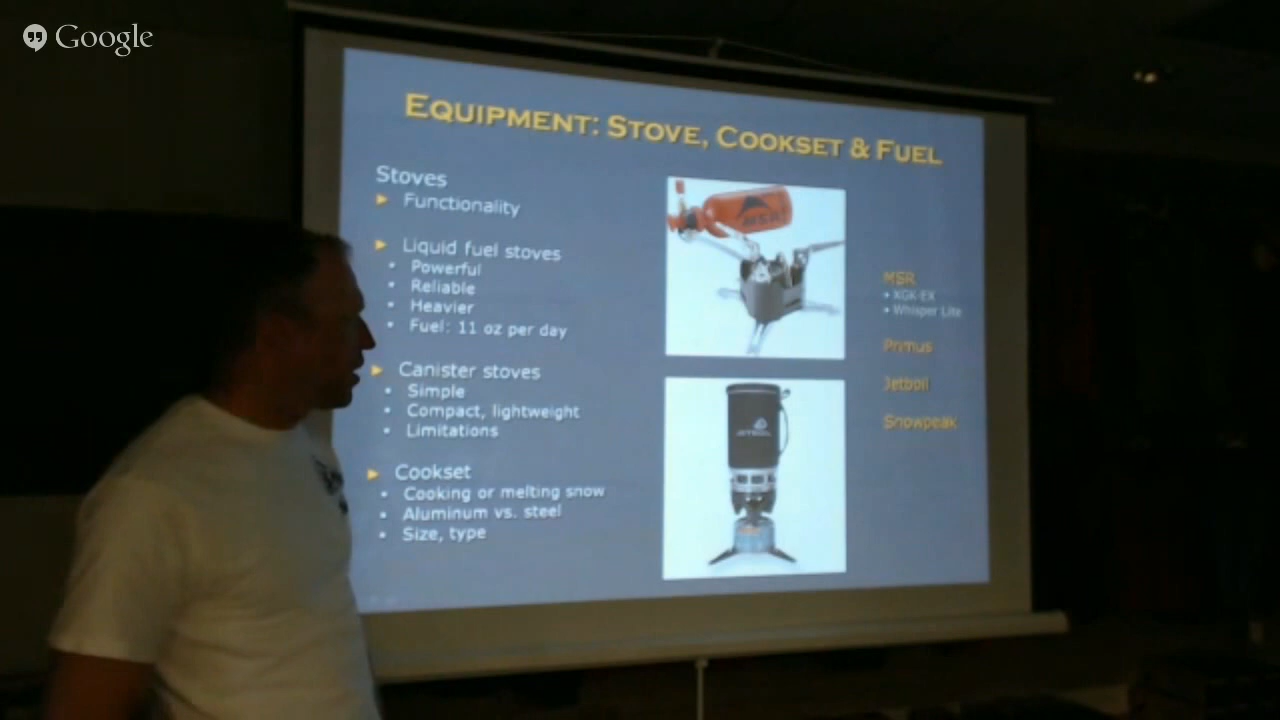 Google
Equipment: Stove, Cookset & Fuel
Stoves
Functionality
Liquid fuel stoves
Powerful
Reliable
Heavier
Fuel: 11 oz per day
Canister stoves
Simple
Compact, lightweight
Limitations
Cookset
Cooking or melting snow
Aluminum vs. steel
Size, type
MSR
JETBOIL
MSR
XGK-EX
Whisper Lite
Primus
Jetboil
Snowpeak